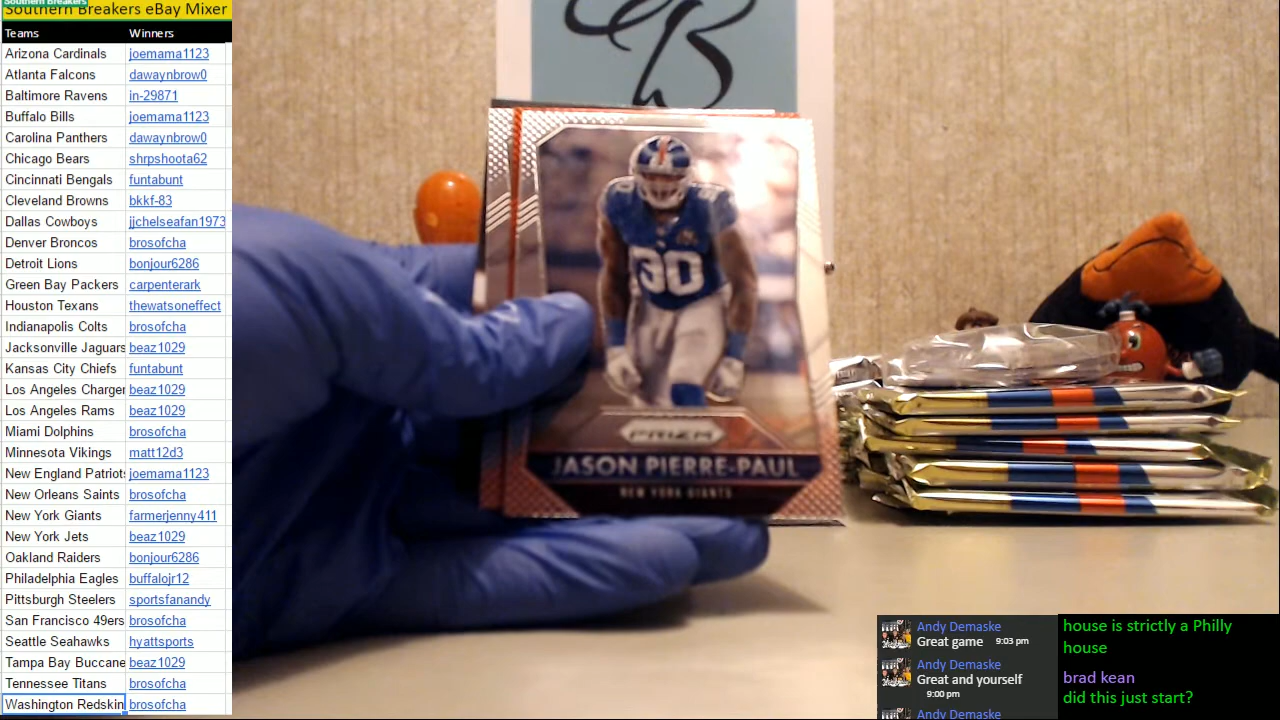 Southern Breakers
Southern Breakers eBay Mixer
Teams Winners
Arizona Cardinals joemama1123
Atlanta Falcons dawaynbrow0
Baltimore Ravens in-29871
Buffalo Bills joemama1123
Carolina Panthers dawaynbrow0
Chicago Bears shrpshoota62
Cincinnati Bengals funtabunt
Cleveland Browns bkkf-83
Dallas Cowboys jjchelseafan1973
Denver Broncos brosofcha
Detroit Lions bonjour6286
Green Bay Packers carpenterark
Houston Texans thewatsoneffect
Indianapolis Colts brosofcha
Jacksonville Jaguars beaz1029
Kansas City Chiefs funtabunt
Los Angeles Charger beaz1029
Los Angeles Rams beaz1029
Miami Dolphins brosofcha
Minnesota Vikings matt12d3
New England Patriots joemama1123
New Orleans Saints brosofcha
New York Giants farmerjenny411
New York Jets beaz1029
Oakland Raiders bonjour6286
Philadelphia Eagles buffalojr12
Pittsburgh Steelers sportsfanandy
San Francisco 49ers brosofcha
Seattle Seahawks hyattsports
Tampa Bay Buccane beaz1029
Tennessee Titans brosofcha
Washington Redskin brosofcha
B
30
PRIZM
JASON PIERRE-PAUL
NEW YORK GIANTS
Andy Demaske
Great game 9:03 pm
Andy Demaske
Great and yourself
9:00 pm
Andy Demaske
house is strictly a Philly
house
brad kean
did this just start?